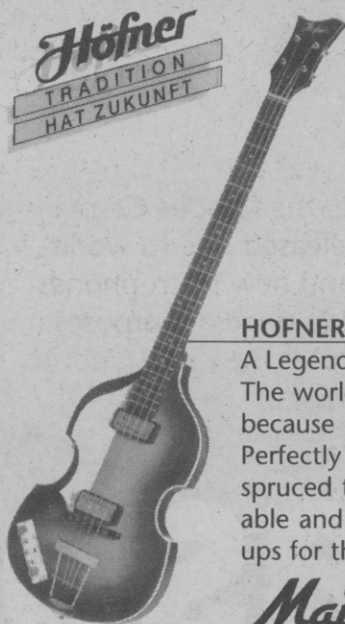 Höfner
TRADITION
HAT ZUKUNFT
HOFNER
A Legend
The world
because
Perfectly
spruced
able and
ups for th